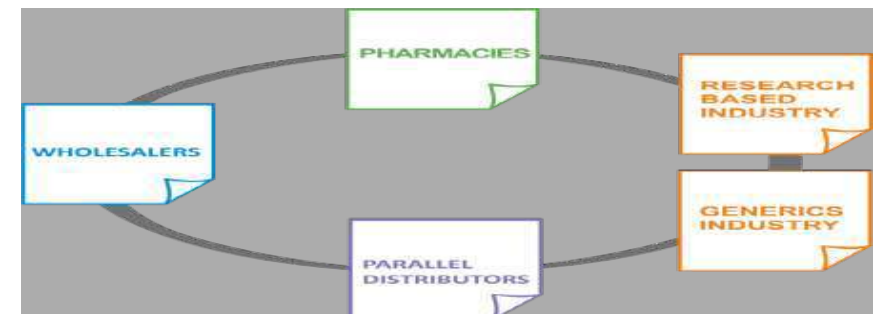 PHARMACIES
RESEARCH
BASED
INDUSTRY
WHOLESALERS
GENERICS
INDUSTRY
PARALLEL
DISTRIBUTORS